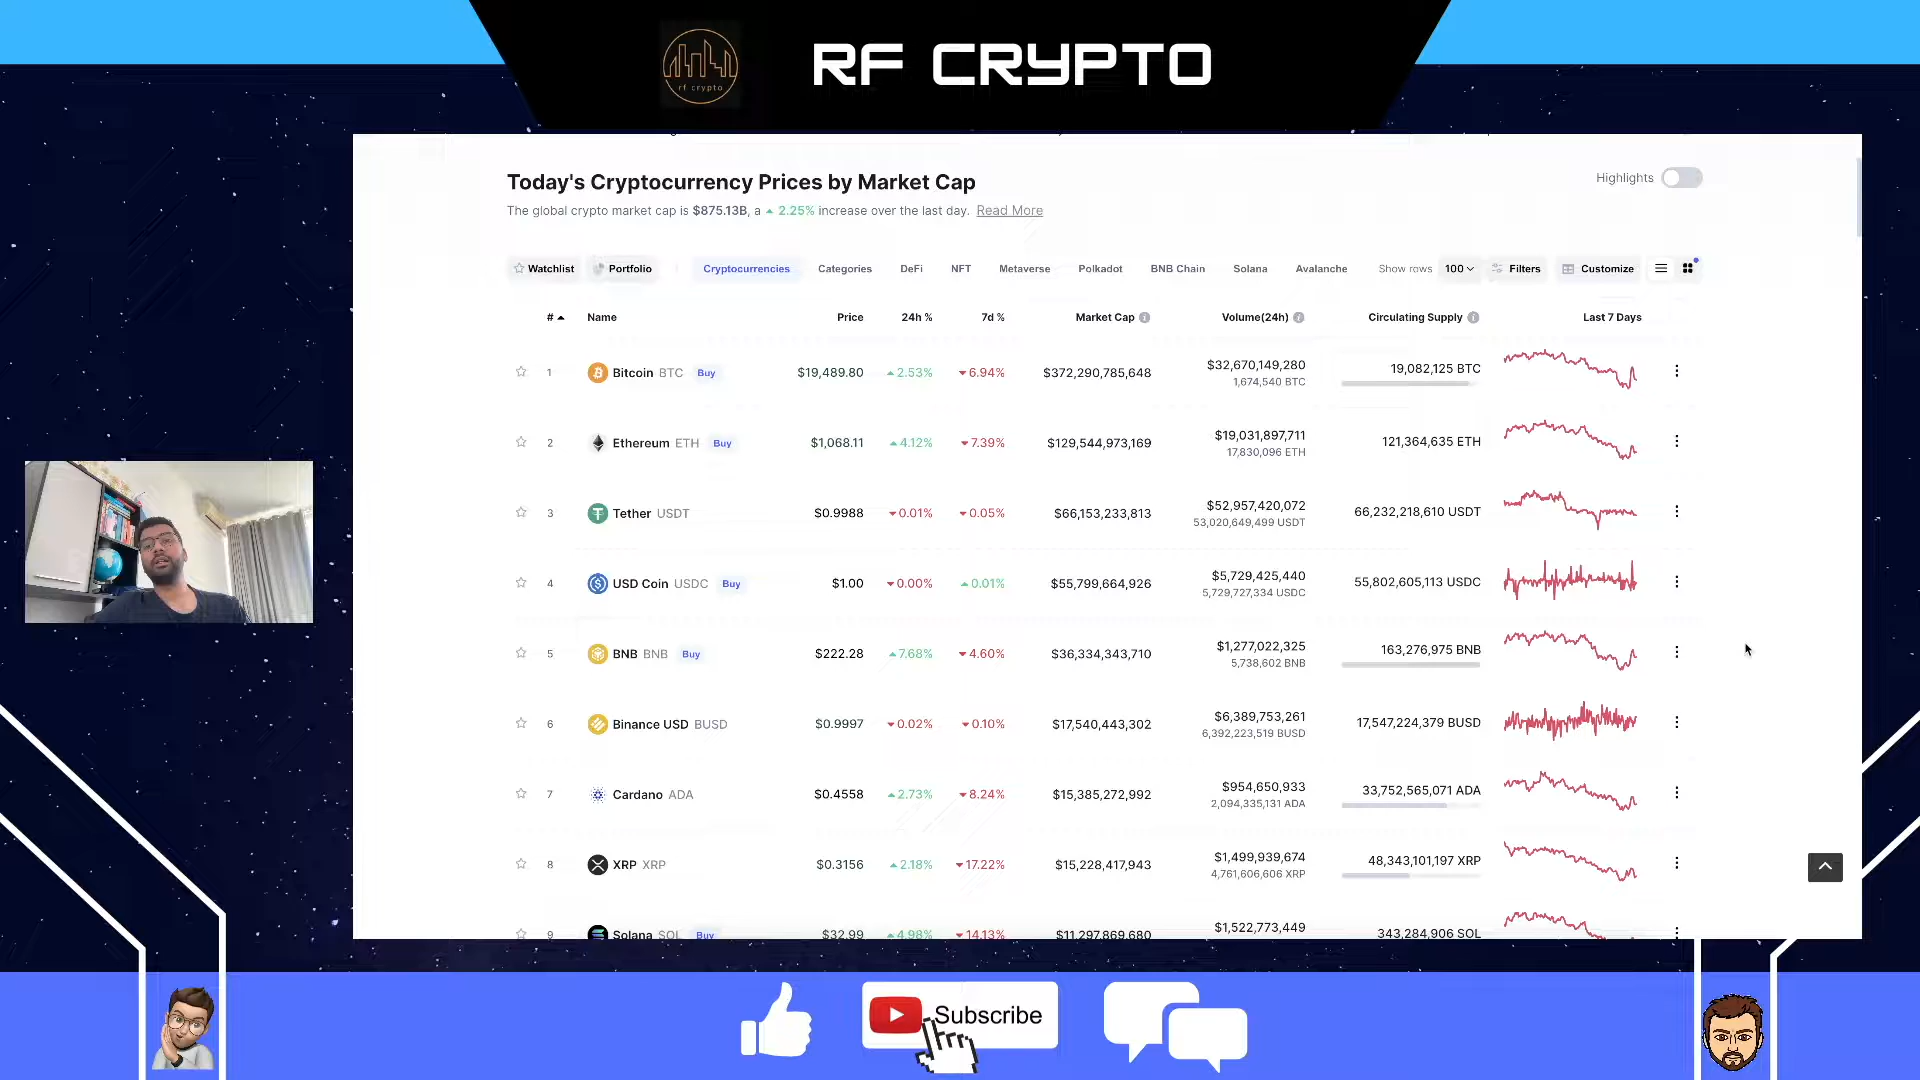 rf crypto
RF CRYPTO
Today's Cryptocurrency Prices by Market Cap
Highlights
The global crypto market cap is $875.13B, a 2.25% increase over the last day. Read More
Watchlist Portfolio Cryptocurrencies Categories DeFi NFT Metaverse Polkadot BNB Chain Solana Avalanche Show rows 100 Filters Customize
# Name Price 24h % 7d % Market Cap Volume(24h) Circulating Supply Last 7 Days
1 Bitcoin BTC Buy $19,489.80 2.53% 6.94% $372,290,785,648 $32,670,149,280 19,082,125 BTC
1,674,540 BTC
2 Ethereum ETH Buy $1,068.11 4.12% 7.39% $129,544,973,169 $19,031,897,711 121,364,635 ETH
17,830,096 ETH
3 Tether USDT $0.9988 0.01% 0.05% $66,153,233,813 $52,957,420,072 66,232,218,610 USDT
53,020,649,499 USDT
4 USD Coin USDC Buy $1.00 0.00% 0.01% $55,799,664,926 $5,729,425,440 55,802,605,113 USDC
5,729,727,334 USDC
5 BNB BNB Buy $222.28 7.68% 4.60% $36,334,343,710 $1,277,022,325 163,276,975 BNB
5,738,602 BNB
6 Binance USD BUSD $0.9997 0.02% 0.10% $17,540,443,302 $6,389,753,261 17,547,224,379 BUSD
6,392,223,519 BUSD
7 Cardano ADA $0.4558 2.73% 8.24% $15,385,272,992 $954,650,933 33,752,565,071 ADA
2,094,335,131 ADA
8 XRP XRP $0.3156 2.18% 17.22% $15,228,417,943 $1,499,939,674 48,343,101,197 XRP
4,761,606,606 XRP
9 Solana SOL Buy $32.99 4.98% 14.13% $11,297,869,680 $1,522,773,449 343,284,906 SOL
Subscribe